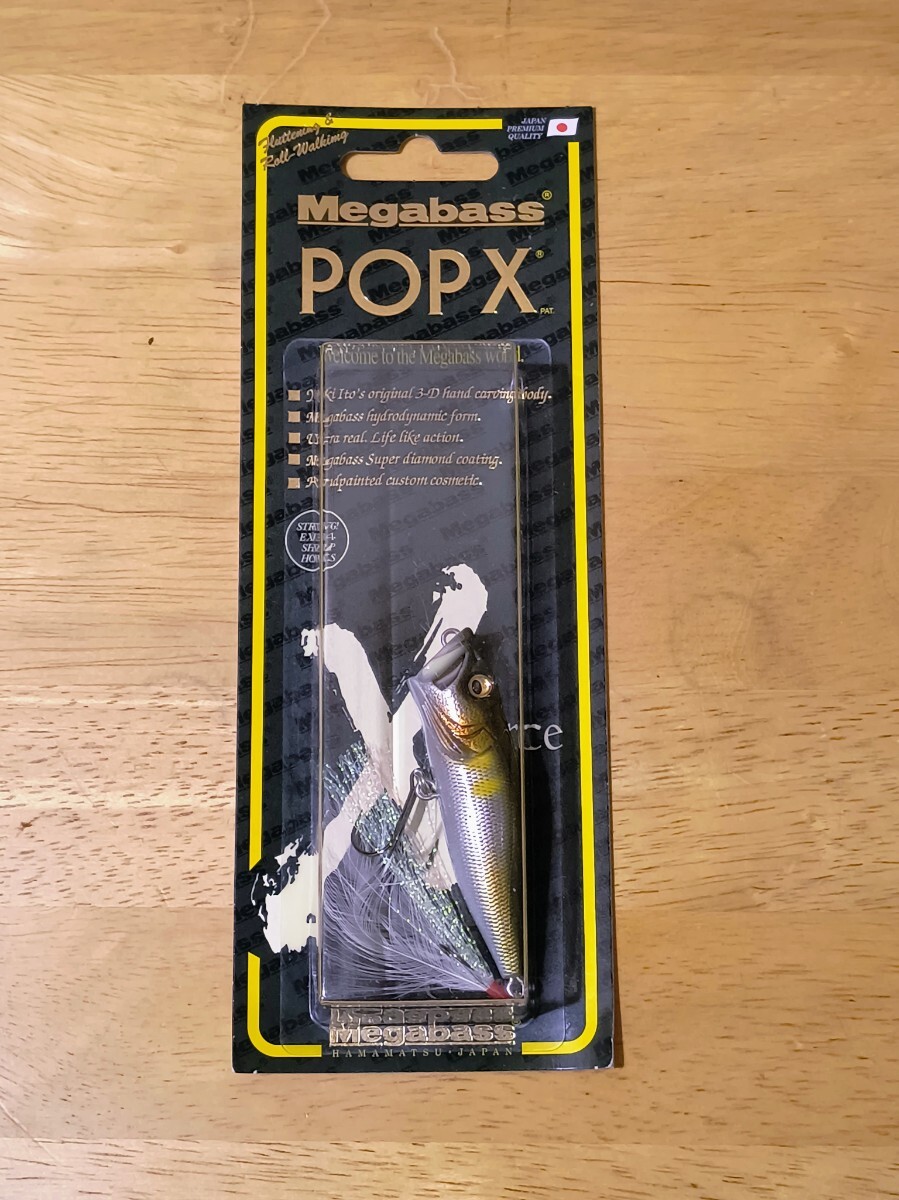 Fluttening &
Roll-Walking
JAPAN
PREMIUM
QUALITY
Megabass®
POPX®
PAT.
Welcome to the Megabass world.
Yuki Ito's original 3-D hand carving body.
Megabass hydrodynamic form.
Ultra real. Life like action.
Megabass Super diamond coating.
Handpainted custom cosmetic.
STRONG!
EXTRA
SHARP
HOOKS
rce
Megabass
HAMAMATSU・JAPAN